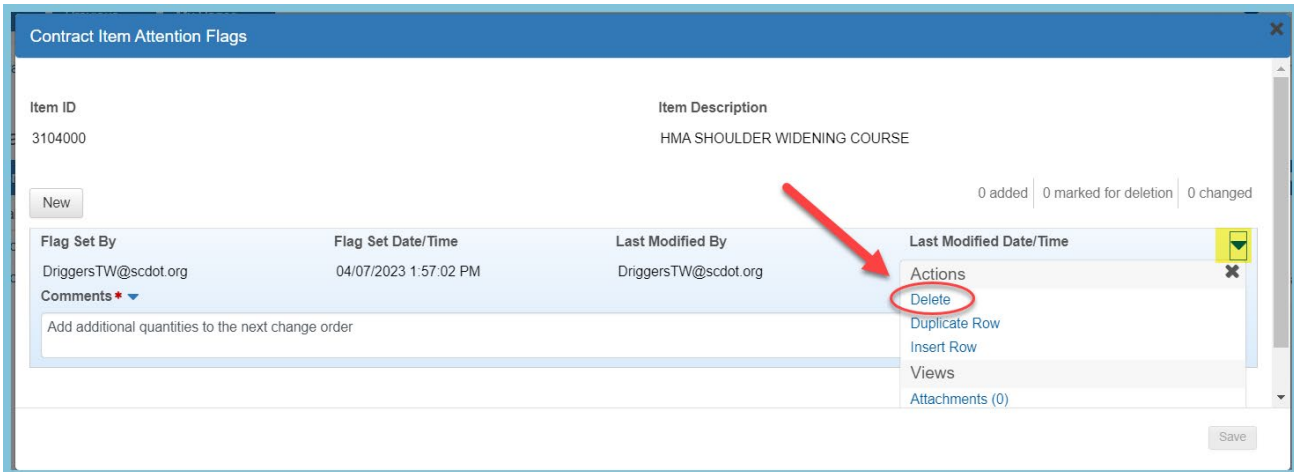 Contract Item Attention Flags
Item ID
Item Description
3104000
HMA SHOULDER WIDENING COURSE
New
0 added 0 marked for deletion 0 changed
Flag Set By
Flag Set Date/Time
Last Modified By
Last Modified Date/Time
DriggersTW@scdot.org
04/07/2023 1:57:02 PM
DriggersTW@scdot.org
Comments*
Add additional quantities to the next change order
Actions
Delete
Duplicate Row
Insert Row
Views
Attachments (0)
Save